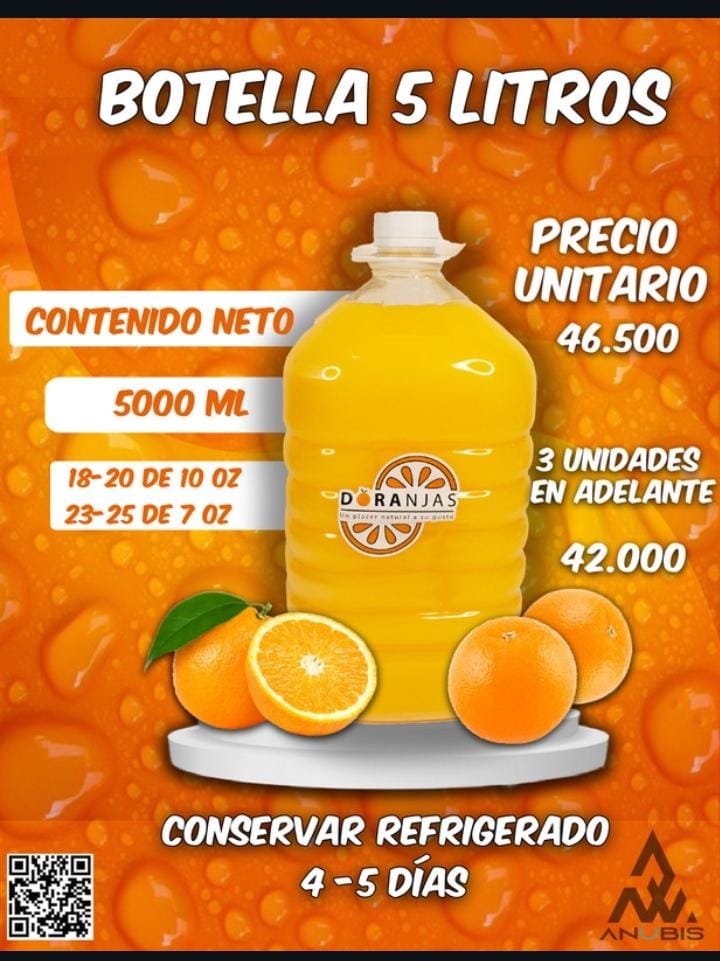 BOTELLA 5 LITROS
PRECIO
UNITARIO
46.500
CONTENIDO NETO
5000 ML
18-20 DE 10 OZ
23-25 DE 7 OZ
3 UNIDADES
EN ADELANTE
42.000
DORANJAS
Un placer natural a su gusto
CONSERVAR REFRIGERADO
4-5 DÍAS
ANUBIS